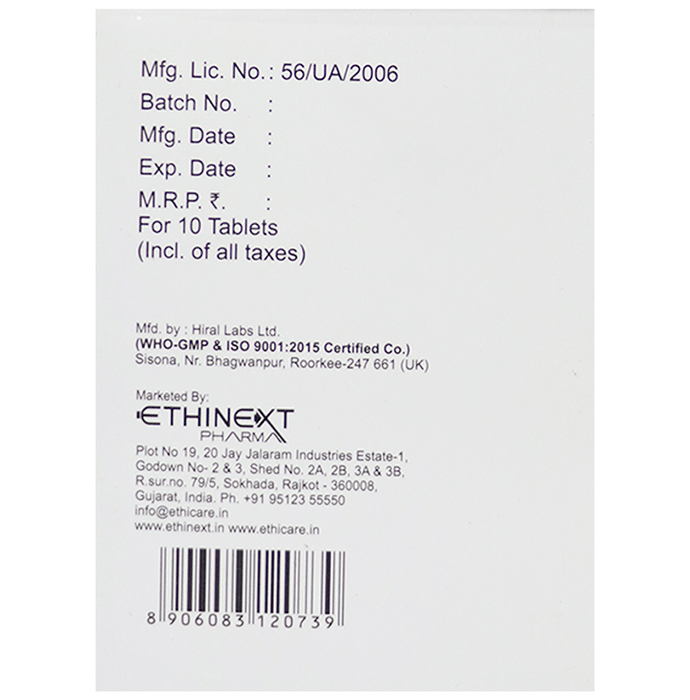 Mfg. Lic. No.: 56/UA/2006
Batch No. :
Mfg. Date :
Exp. Date :
M.R.P. ₹. :
For 10 Tablets
(Incl. of all taxes)
Mfd. by : Hiral Labs Ltd.
(WHO-GMP & ISO 9001:2015 Certified Co.)
Sisona, Nr. Bhagwanpur, Roorkee-247 661 (UK)
Marketed By:
ETHINEXT
PHARMA
Plot No 19, 20 Jay Jalaram Industries Estate-1,
Godown No- 2 & 3, Shed No. 2A, 2B, 3A & 3B,
R.sur.no. 79/5, Sokhada, Rajkot - 360008,
Gujarat, India. Ph. +91 95123 55550
info@ethicare.in
www.ethinext.in www.ethicare.in
8 906083 120739